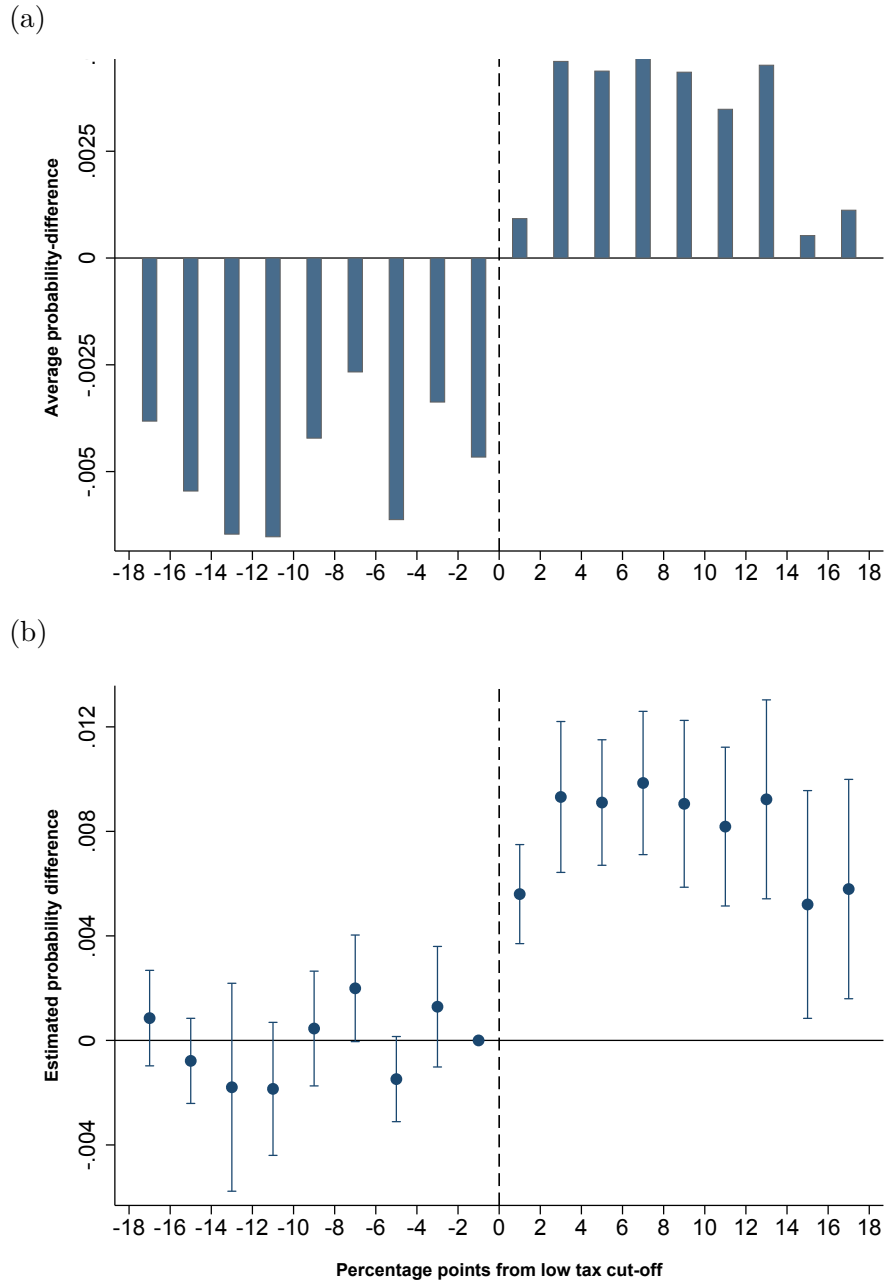 (a)
.
.0025
0
-.0025
-.005
Average probability-difference
-18 -16 -14 -12 -10 -8 -6 -4 -2 0 2 4 6 8 10 12 14 16 18
(b)
.012
.008
.004
0
-.004
Estimated probability difference
-18 -16 -14 -12 -10 -8 -6 -4 -2 0 2 4 6 8 10 12 14 16 18
Percentage points from low tax cut-off